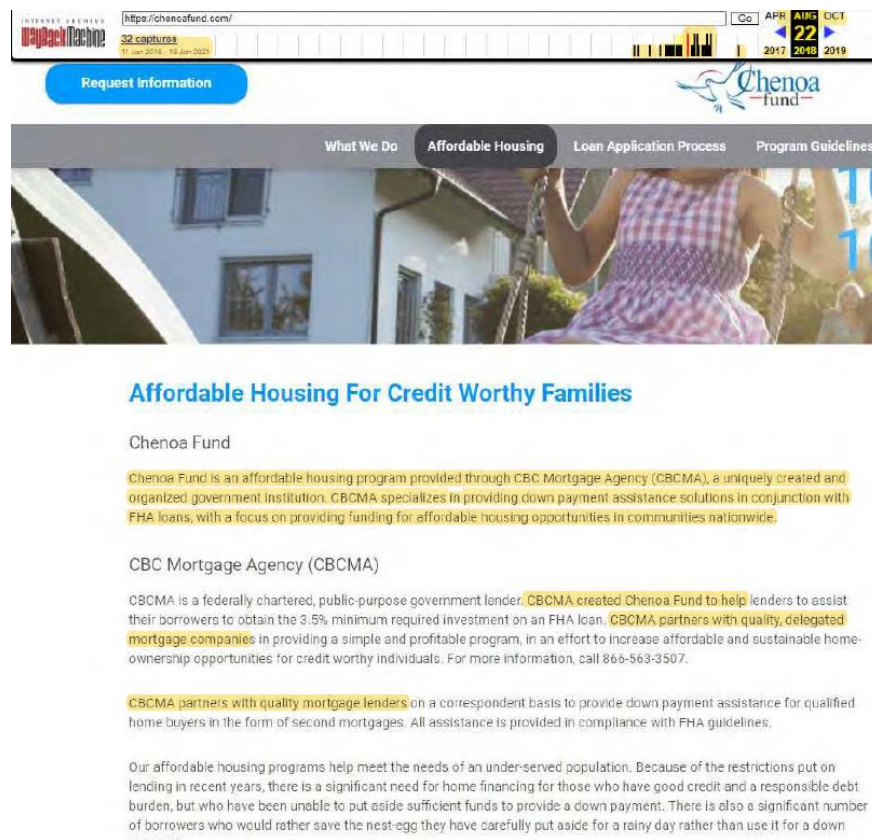 INTERNET ARCHIVE
WayBackMachine
https://chenoafund.com/
Go
APR AUG OCT
32 captures
22
11 Jan 2016 - 19 Jan 2021
2017 2018 2019
Request Information
Chenoa
fund
What We Do Affordable Housing Loan Application Process Program Guidelines
Affordable Housing For Credit Worthy Families
Chenoa Fund
Chenoa Fund is an affordable housing program provided through CBC Mortgage Agency (CBCMA), a uniquely created and
organized government institution. CBCMA specializes in providing down payment assistance solutions in conjunction with
FHA loans, with a focus on providing funding for affordable housing opportunities in communities nationwide.
CBC Mortgage Agency (CBCMA)
CBCMA is a federally chartered, public-purpose government lender. CBCMA created Chenoa Fund to help lenders to assist
their borrowers to obtain the 3.5% minimum required investment on an FHA loan. CBCMA partners with quality, delegated
mortgage companies in providing a simple and profitable program, in an effort to increase affordable and sustainable home-
ownership opportunities for credit worthy individuals. For more information, call 866-563-3507.
CBCMA partners with quality mortgage lenders on a correspondent basis to provide down payment assistance for qualified
home buyers in the form of second mortgages. All assistance is provided in compliance with FHA guidelines.
Our affordable housing programs help meet the needs of an under-served population. Because of the restrictions put on
lending in recent years, there is a significant need for home financing for those who have good credit and a responsible debt
burden, but who have been unable to put aside sufficient funds to provide a down payment. There is also a significant number
of borrowers who would rather save the nest-egg they have carefully put aside for a rainy day rather than use it for a down